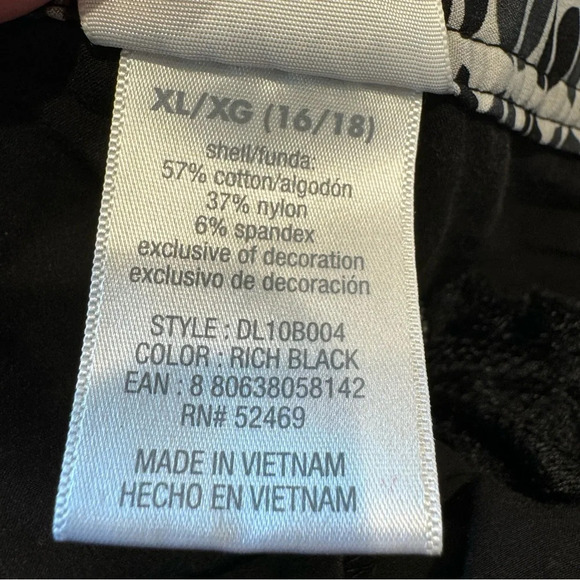 XL/XG (16/18)
shell/funda:
57% cotton/algodón
37% nylon
6% spandex
exclusive of decoration
exclusivo de decoración
STYLE : DL10B004
COLOR : RICH BLACK
EAN : 8 80638058142
RN# 52469
MADE IN VIETNAM
HECHO EN VIETNAM